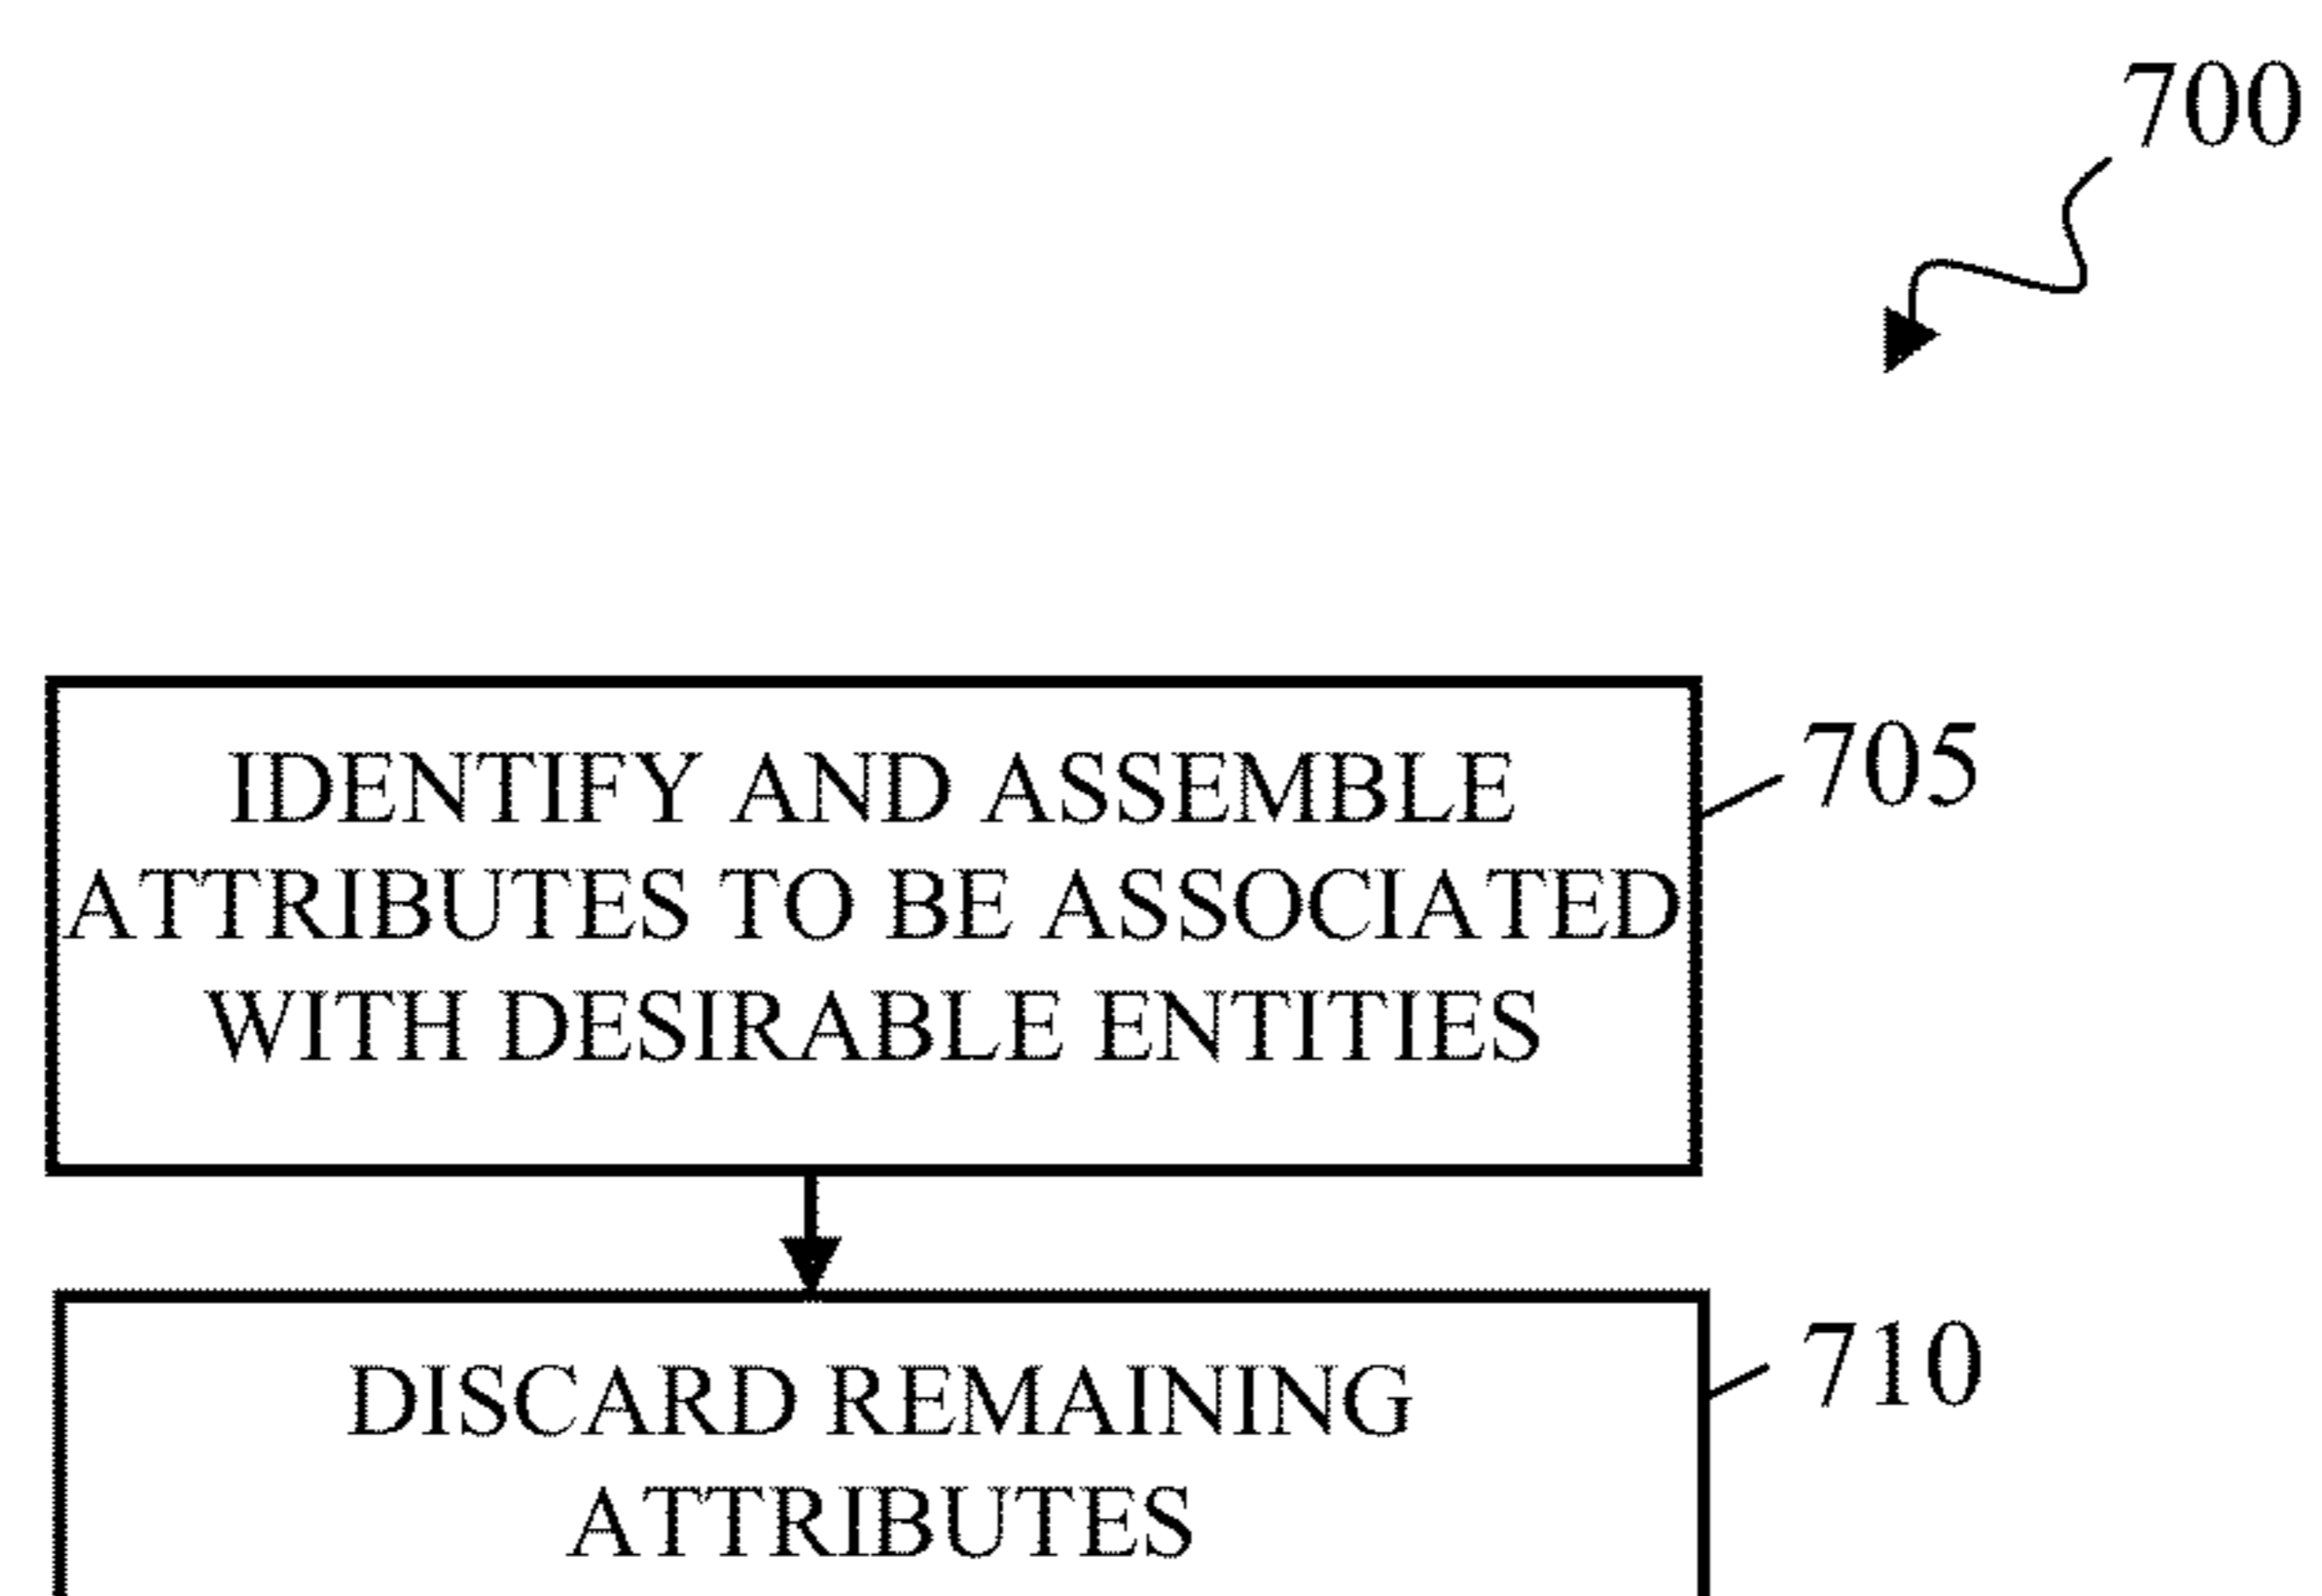 700
IDENTIFY AND ASSEMBLE
ATTRIBUTES TO BE ASSOCIATED
WITH DESIRABLE ENTITIES
705
DISCARD REMAINING
ATTRIBUTES
710